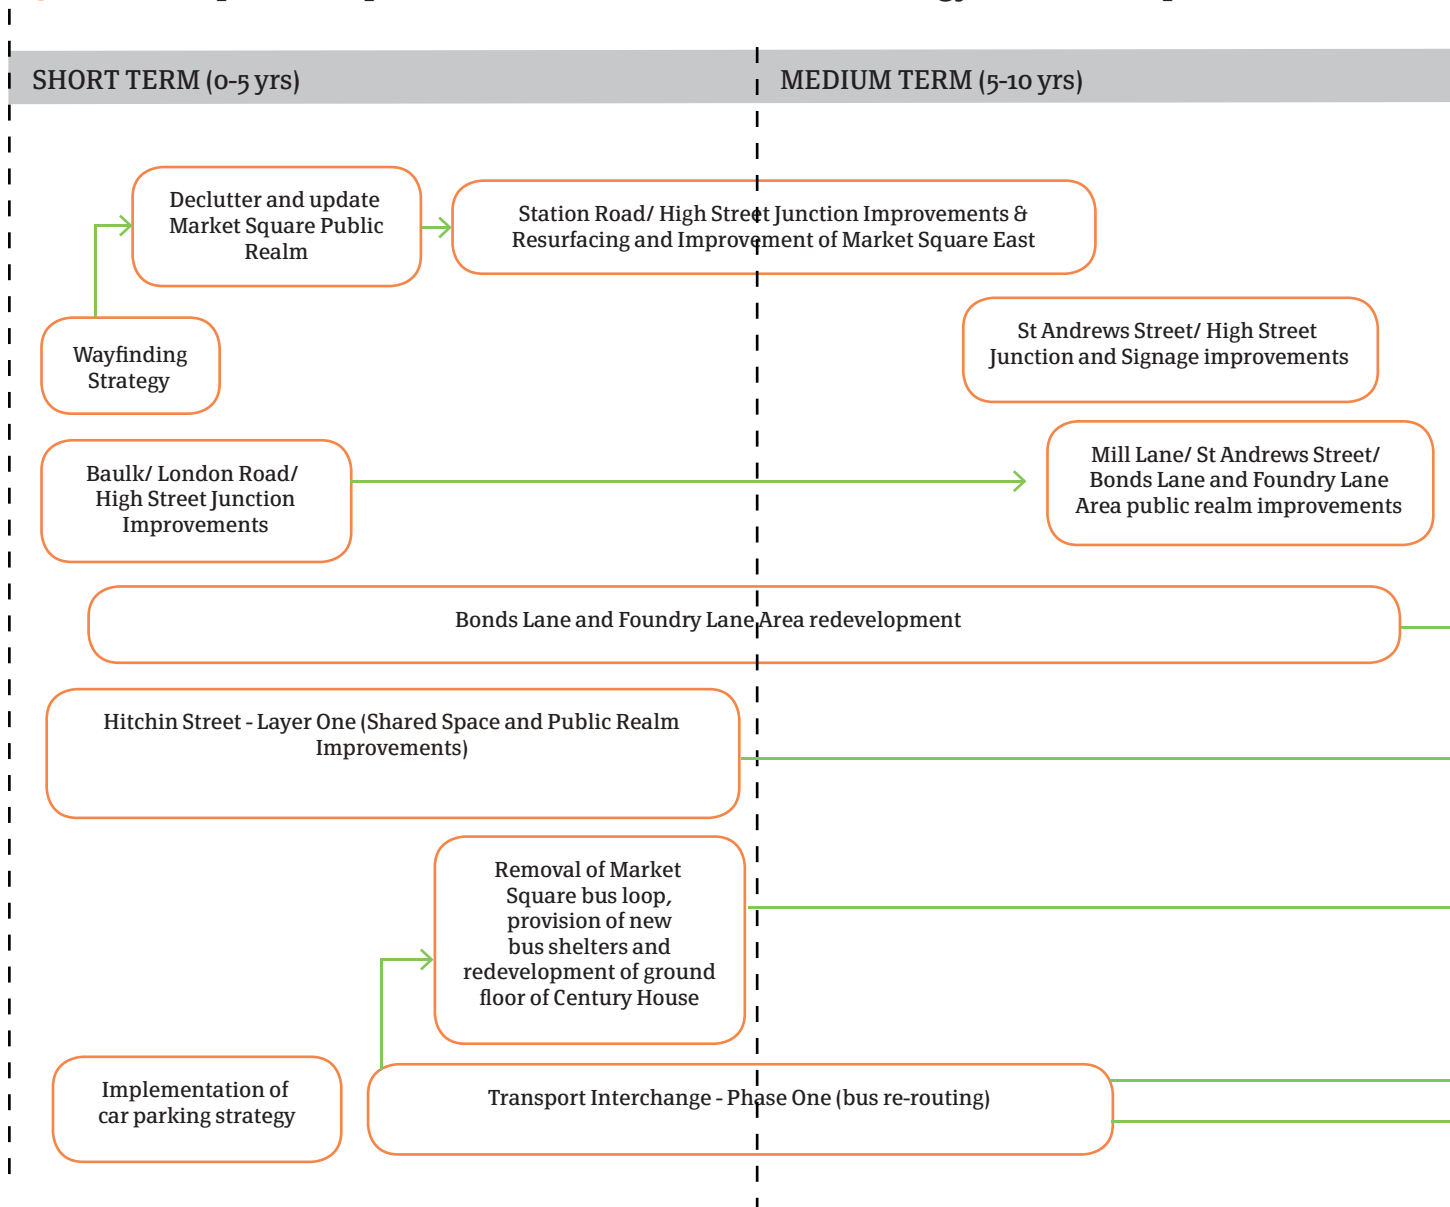 SHORT TERM (0-5 yrs)
MEDIUM TERM (5-10 yrs)
Declutter and update
Market Square Public
Realm
Station Road/ High Street Junction Improvements &
Resurfacing and Improvement of Market Square East
St Andrews Street/ High Street
Junction and Signage improvements
Wayfinding
Strategy
Baulk/ London Road/
High Street Junction
Improvements
Mill Lane/ St Andrews Street/
Bonds Lane and Foundry Lane
Area public realm improvements
Bonds Lane and Foundry Lane Area redevelopment
Hitchin Street - Layer One (Shared Space and Public Realm
Improvements)
Removal of Market
Square bus loop,
provision of new
bus shelters and
redevelopment of ground
floor of Century House
Implementation of
car parking strategy
Transport Interchange - Phase One (bus re-routing)